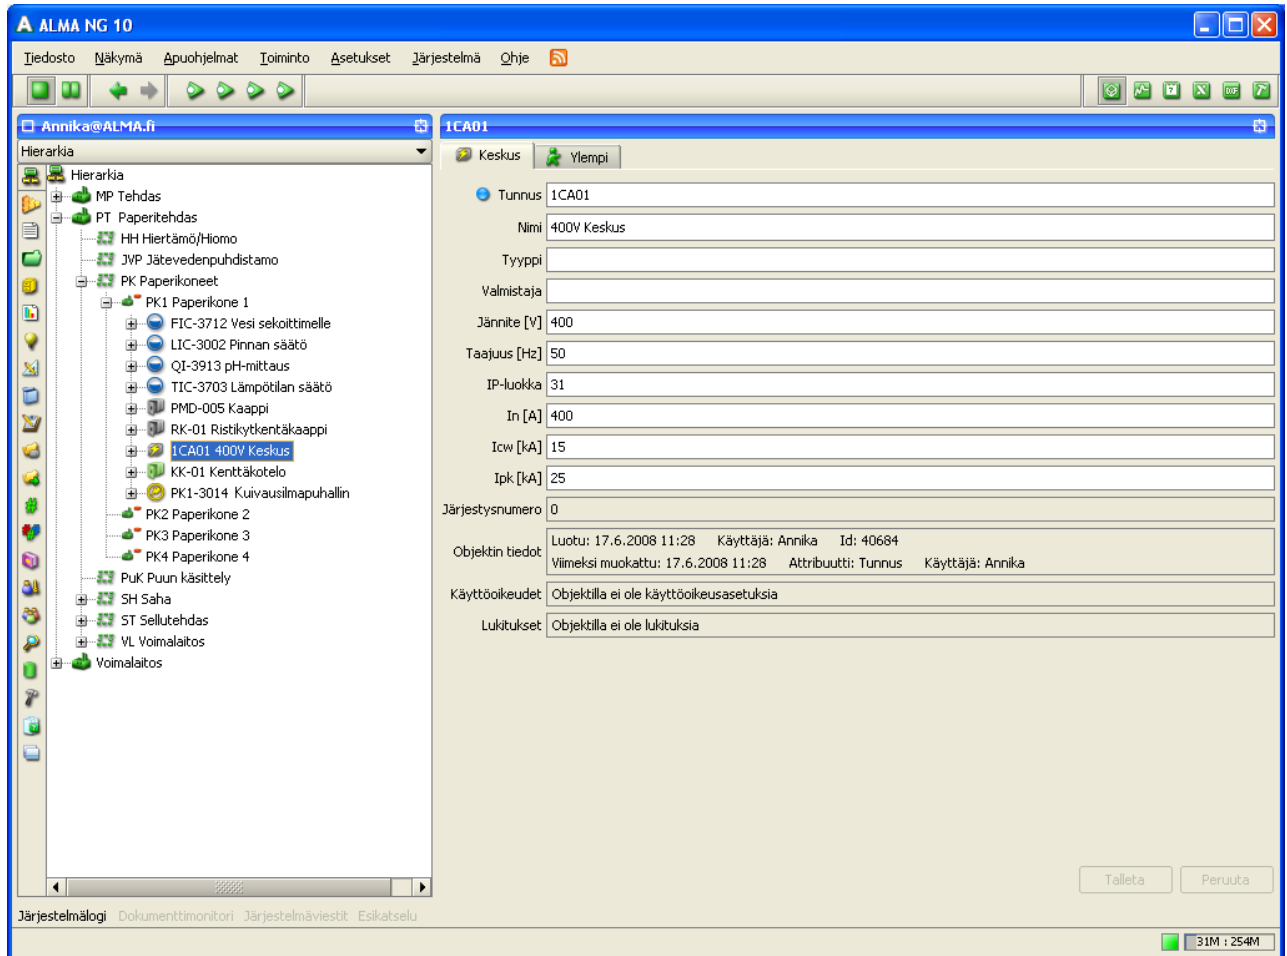 ALMA NG 10
Tiedosto Näkymä Apuohjelmat Toiminto Asetukset Järjestelmä Ohje
Annika@ALMA.fi
Hierarkia
Hierarkia
MP Tehdas
PT Paperitehdas
HH Hiertämö/Hiomo
JVP Jätevedenpuhdistamo
PK Paperikoneet
PK1 Paperikone 1
FIC-3712 Vesi sekoittimelle
LIC-3002 Pinnan säätö
QI-3913 pH-mittaus
TIC-3703 Lämpötilan säätö
PMD-005 Kaappi
RK-01 Ristikytkentäkaappi
1CA01 400V Keskus
KK-01 Kenttäkotelo
PK1-3014 Kuivausilmapuhallin
PK2 Paperikone 2
PK3 Paperikone 3
PK4 Paperikone 4
PuK Puun käsittely
SH Saha
ST Sellutehdas
VL Voimalaitos
Voimalaitos
1CA01
Keskus Ylempi
Tunnus 1CA01
Nimi 400V Keskus
Tyyppi
Valmistaja
Jännite [V] 400
Taajuus [Hz] 50
IP-luokka 31
In [A] 400
Icw [kA] 15
Ipk [kA] 25
Järjestysnumero 0
Objektin tiedot Luotu: 17.6.2008 11:28 Käyttäjä: Annika Id: 40684
Viimeksi muokattu: 17.6.2008 11:28 Attribuutti: Tunnus Käyttäjä: Annika
Käyttöoikeudet Objektilla ei ole käyttöoikeusasetuksia
Lukitukset Objektilla ei ole lukituksia
Talleta Peruuta
Järjestelmälogi Dokumenttimonitori Järjestelmäviestit Esikatselu
31M : 254M